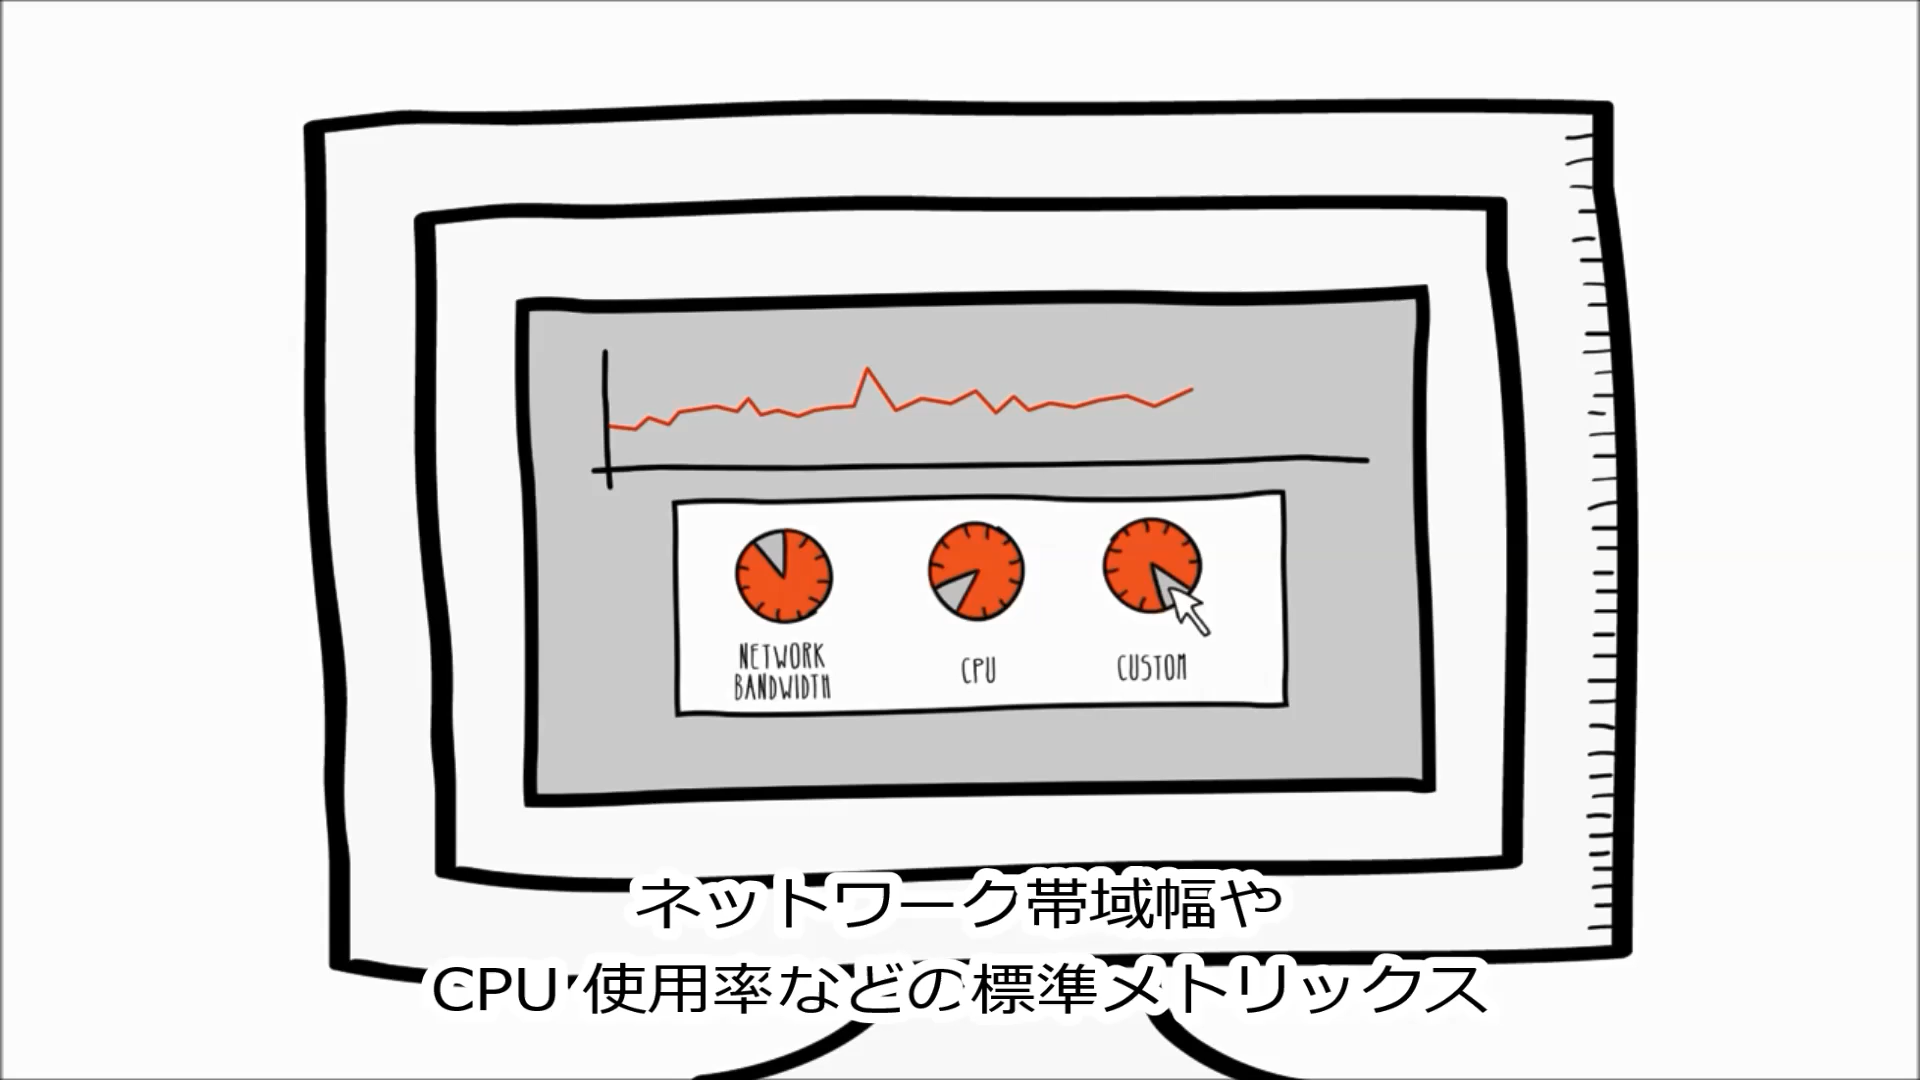 NETWORK
BANDWIDTH
CPU
CUSTOM
ネットワーク帯域幅や
CPU 使用率などの標準メトリックス